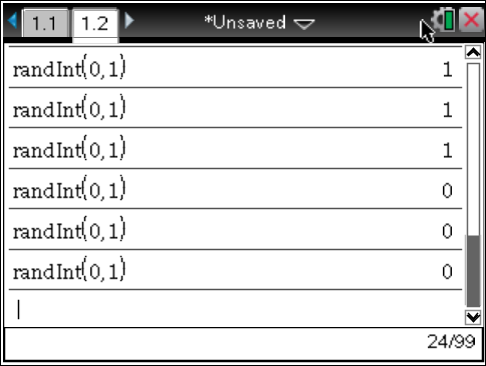 1.1 1.2 *Unsaved
randInt(0,1) 1
randInt(0,1) 1
randInt(0,1) 1
randInt(0,1) 0
randInt(0,1) 0
randInt(0,1) 0
24/99